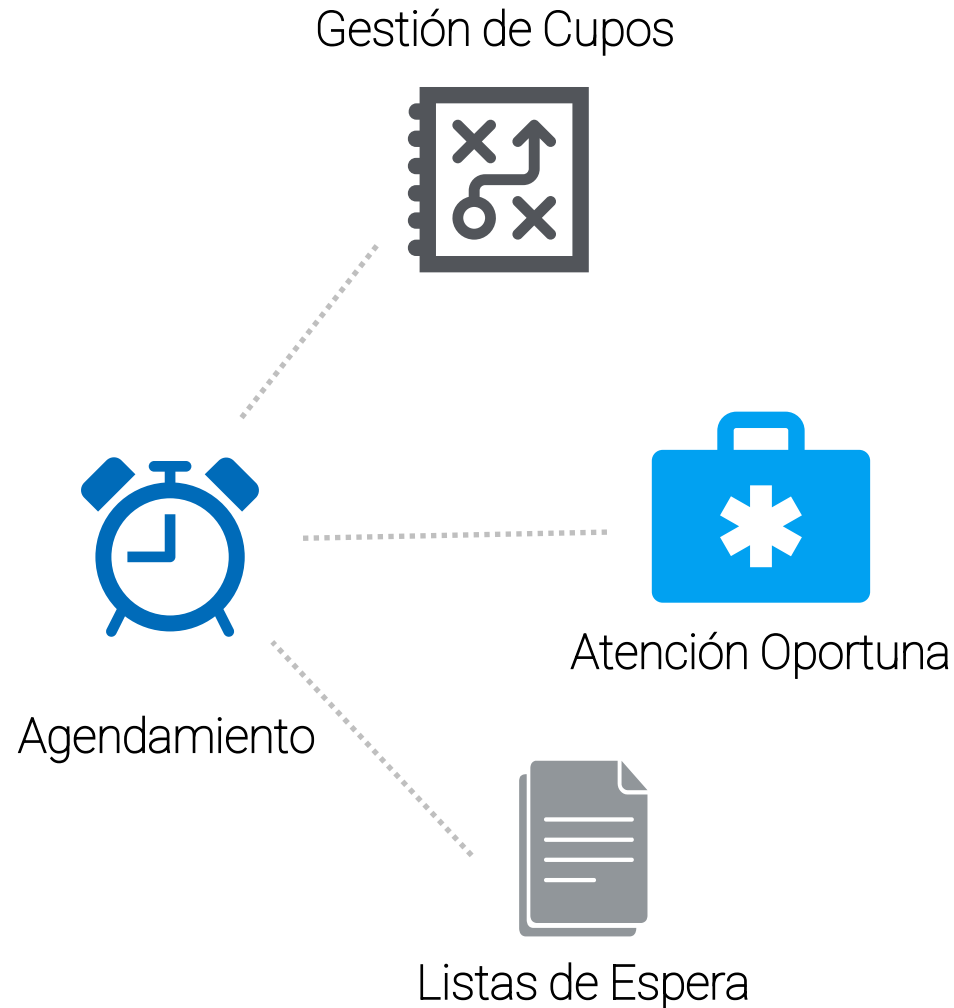 Gestión de Cupos
Atención Oportuna
Agendamiento
Listas de Espera